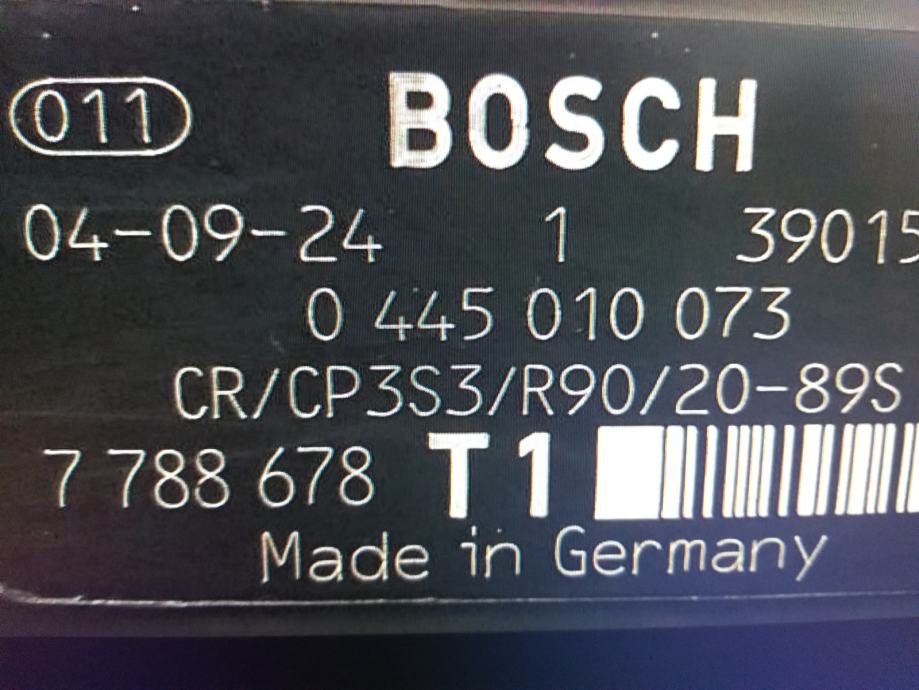 011 BOSCH
04-09-24 1 39015
0 445 010 073
CR/CP3S3/R90/20-89S
7 788 678 T1
Made in Germany